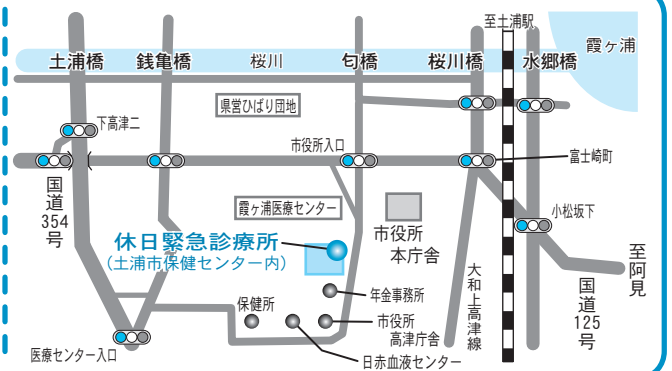 至土浦駅
霞ヶ浦
土浦橋
銭亀橋
桜川
匂橋
桜川橋
水郷橋
県営ひばり団地
下高津二
市役所入口
富士崎町
国道354号
霞ヶ浦医療センター
小松坂下
市役所
本庁舎
休日緊急診療所
(土浦市保健センター内)
至阿見
大和上高津線
国道125号
年金事務所
保健所
市役所
高津庁舎
日赤血液センター
医療センター入口